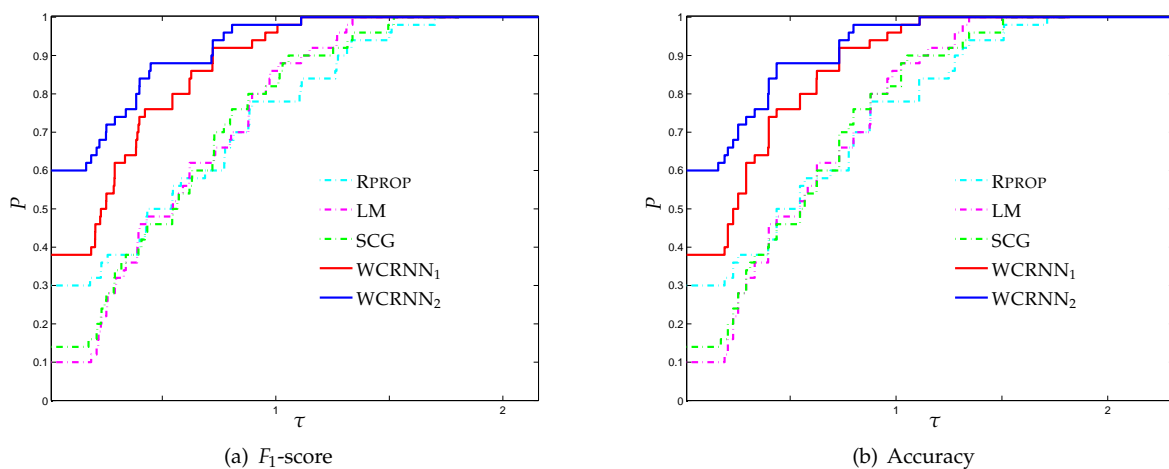 1
0.9
0.8
0.7
0.6
P
0.5
0.4
0.3
0.2
0.1
0
1
2
τ
RPROP
LM
SCG
WCRNN₁
WCRNN₂
(a) F₁-score
1
0.9
0.8
0.7
0.6
P
0.5
0.4
0.3
0.2
0.1
0
1
2
τ
RPROP
LM
SCG
WCRNN₁
WCRNN₂
(b) Accuracy